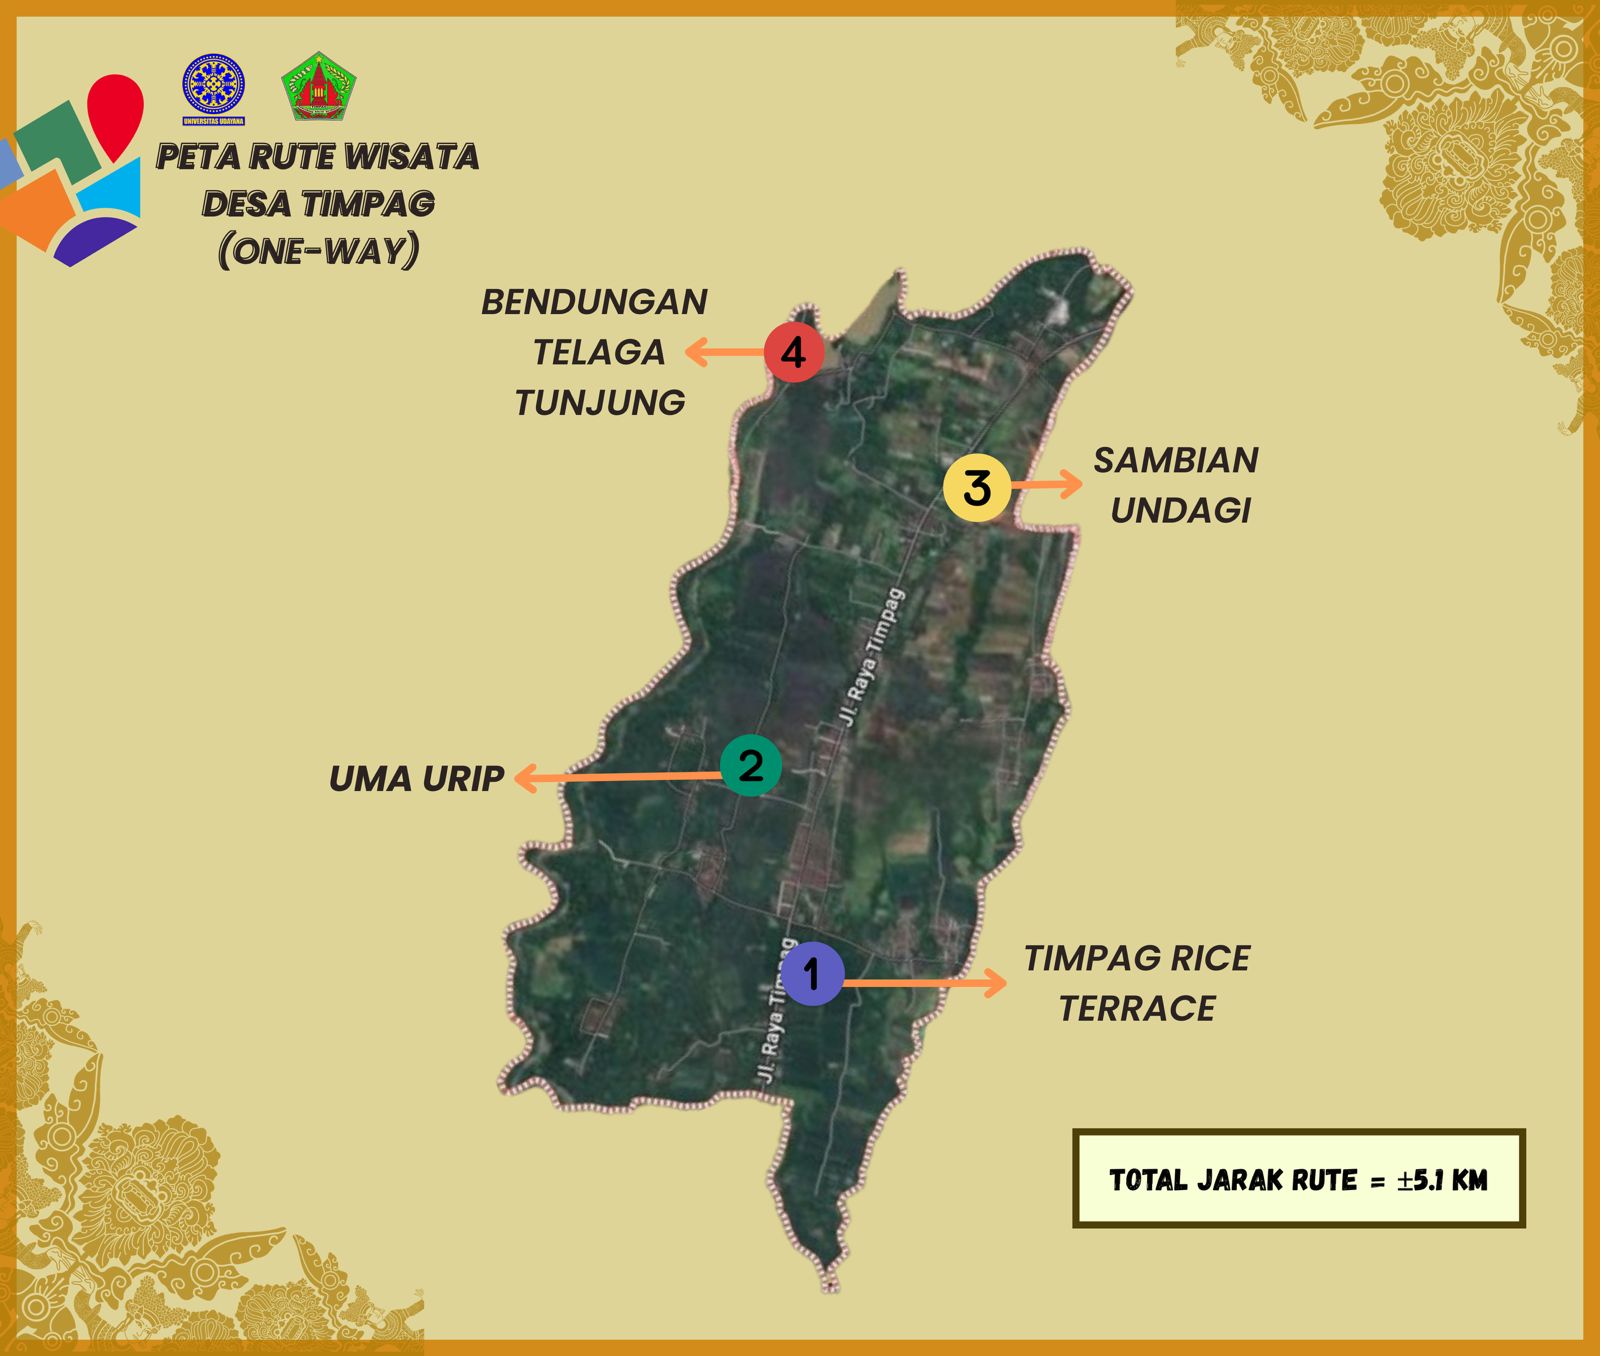 UNIVERSITAS UDAYANA
PETA RUTE WISATA
DESA TIMPAG
(ONE-WAY)
BENDUNGAN
TELAGA
TUNJUNG
4
3
SAMBIAN
UNDAGI
Jl. Raya Timpag
2
UMA URIP
1
Jl. Raya Timpag
TIMPAG RICE
TERRACE
TOTAL JARAK RUTE = ±5.1 KM